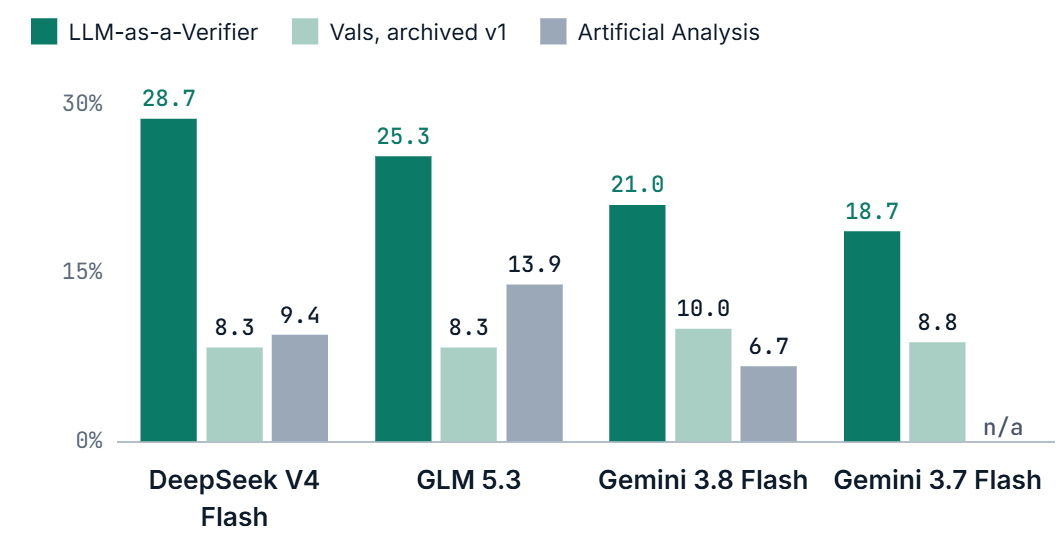 LLM-as-a-Verifier Vals, archived v1 Artificial Analysis
30% 28.7
25.3
21.0
18.7
15%
13.9
8.3 9.4
8.3
10.0
6.7
8.8
0%
n/a
DeepSeek V4 Flash
GLM 5.3
Gemini 3.8 Flash
Gemini 3.7 Flash